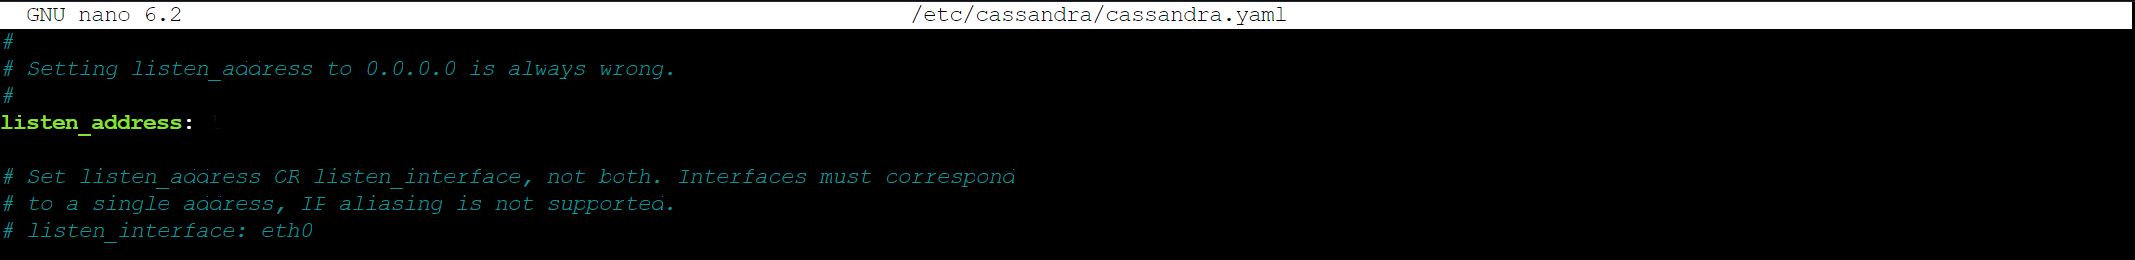 GNU nano 6.2 /etc/cassandra/cassandra.yaml
#
# Setting listen_address to 0.0.0.0 is always wrong.
#
listen_address:
# Set listen_address OR listen_interface, not both. Interfaces must correspond
# to a single address, IP aliasing is not supported.
# listen_interface: eth0